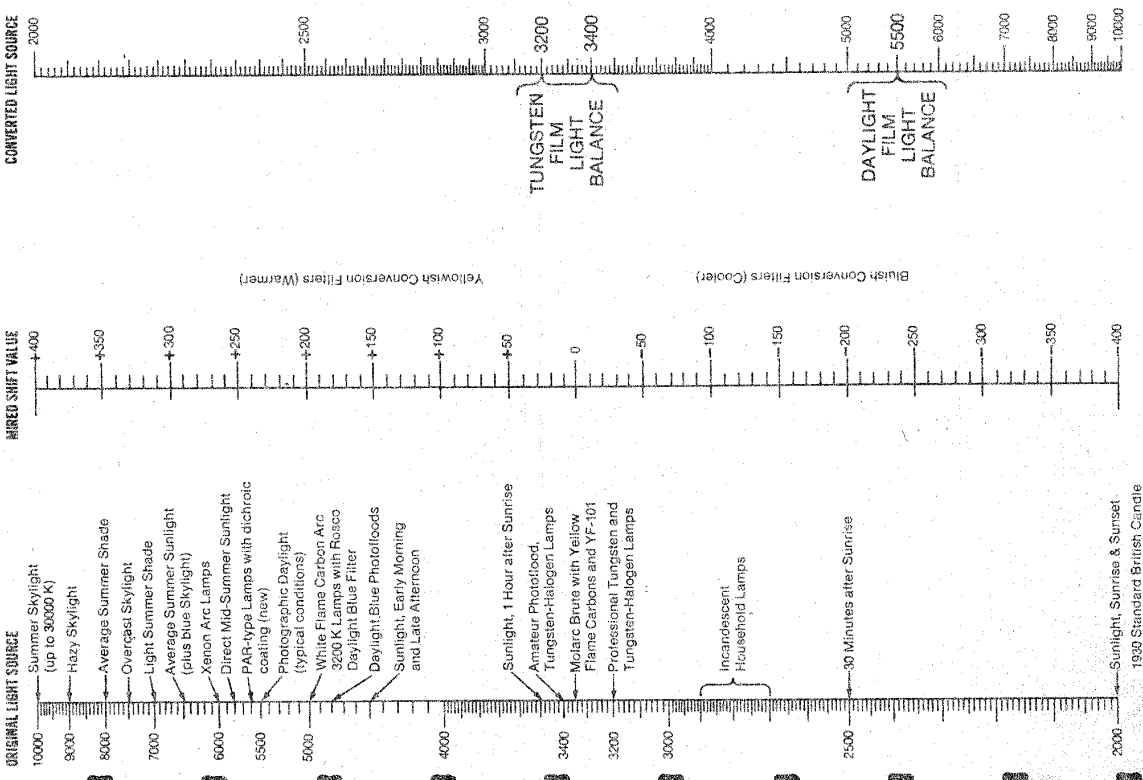 ORIGINAL LIGHT SOURCE
10000
9000
8000
7000
6000
5500
5000
4000
3400
3200
3000
2500
2000
Summer Skylight
(up to 30000 K)
Hazy Skylight
Average Summer Shade
Overcast Skylight
Light Summer Shade
Average Summer Sunlight
(plus blue Skylight)
Xenon Arc Lamps
Direct Mid-Summer Sunlight
PAR-type Lamps with dichroic
coating (new)
Photographic Daylight
(typical conditions)
White Flame Carbon Arc
3200 K Lamps with Rosco
Daylight Blue Filter
Daylight Blue Photofloods
Sunlight, Early Morning
and Late Afternoon
Sunlight, 1 Hour after Sunrise
Amateur Photoflood,
Tungsten-Halogen Lamps
Molarc Brute with Yellow
Flame Carbons and YF-101
Professional Tungsten and
Tungsten-Halogen Lamps
Incandescent
Household Lamps
30 Minutes after Sunrise
Sunlight, Sunrise & Sunset
1930 Standard British Candle
MIRED SHIFT VALUE
+400
+350
+300
+250
+200
+150
+100
+50
0
-50
-100
-150
-200
-250
-300
-350
-400
Yellowish Conversion Filters (Warmer)
Bluish Conversion Filters (Cooler)
CONVERTED LIGHT SOURCE
2000
2500
3000
3200
3400
4000
5000
5500
6000
7000
8000
9000
10000
TUNGSTEN
FILM
LIGHT
BALANCE
DAYLIGHT
FILM
LIGHT
BALANCE